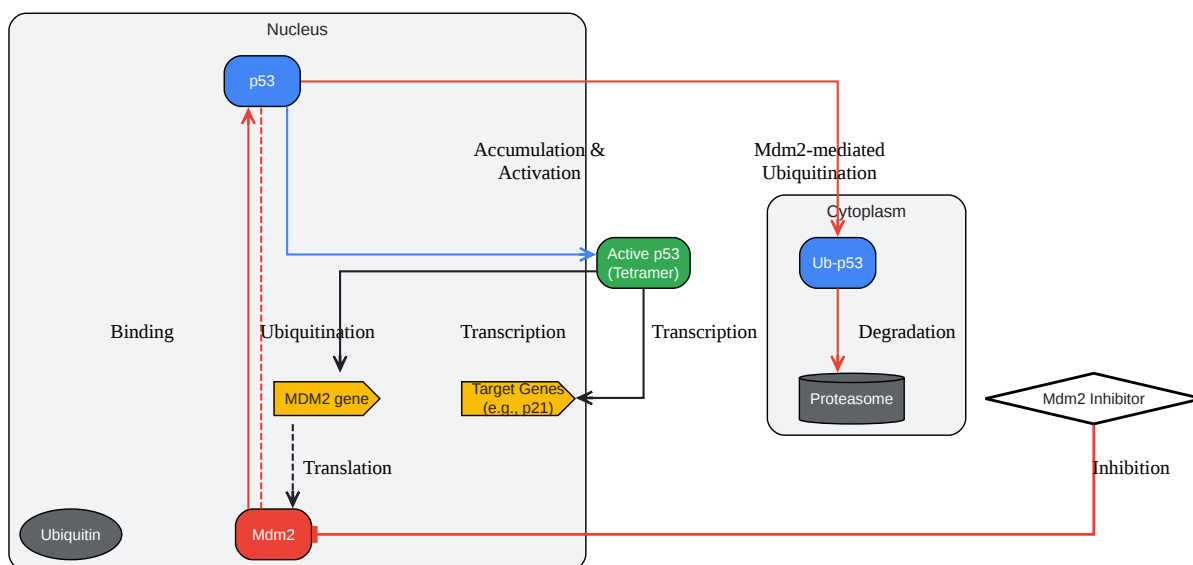 Nucleus
p53
Accumulation &
Activation
Mdm2-mediated
Ubiquitination
Cytoplasm
Active p53
(Tetramer)
Ub-p53
Binding
Ubiquitination
Transcription
Transcription
Degradation
MDM2 gene
Target Genes
(e.g., p21)
Proteasome
Mdm2 Inhibitor
Translation
Inhibition
Ubiquitin
Mdm2